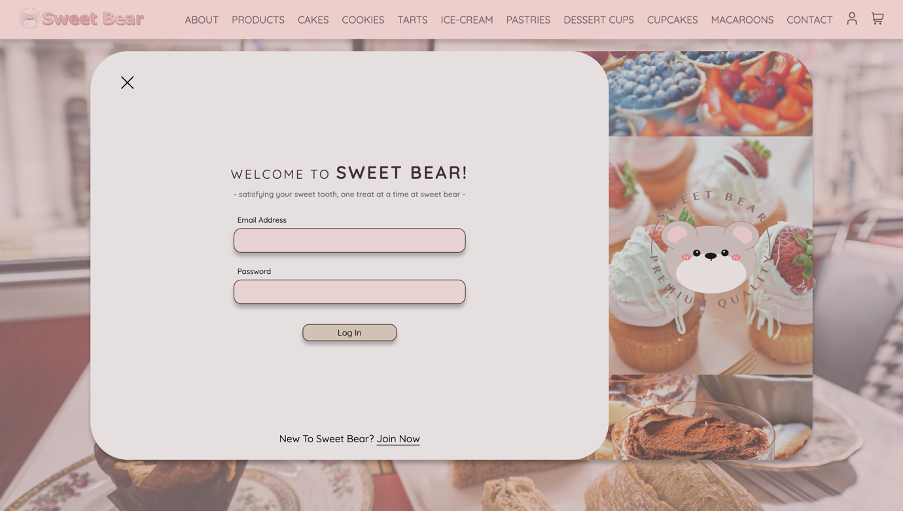 Sweet Bear
ABOUT PRODUCTS CAKES COOKIES TARTS ICE-CREAM PASTRIES DESSERT CUPS CUPCAKES MACAROONS CONTACT
WELCOME TO SWEET BEAR!
- satisfying your sweet tooth, one treat at a time at sweet bear -
Email Address
Password
Log In
New To Sweet Bear? Join Now
SWEET BEAR
PREMIUM QUALITY